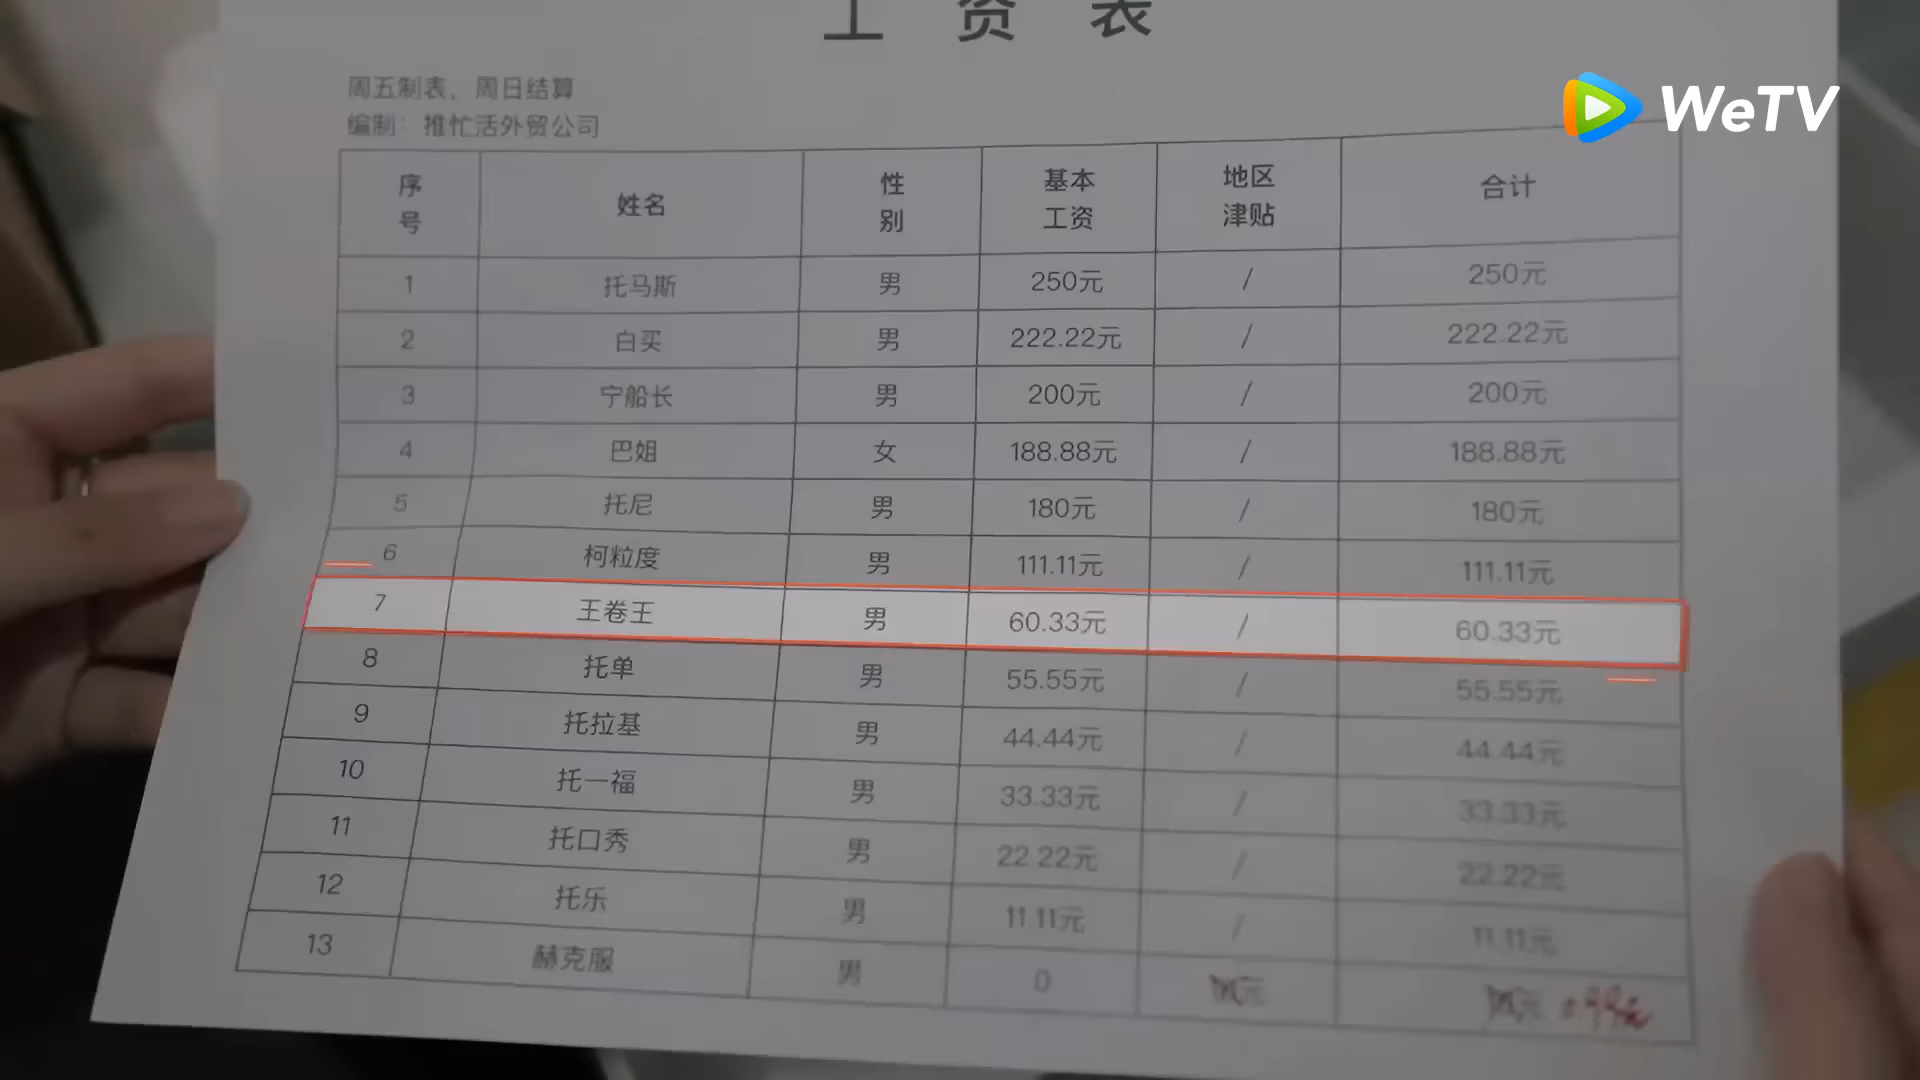 工资表
WeTV
周五制表、周日结算
编制：推忙活外贸公司
序号 姓名 性别 基本工资 地区津贴 合计
1 托马斯 男 250元 / 250元
2 白买 男 222.22元 / 222.22元
3 宁船长 男 200元 / 200元
4 巴姐 女 188.88元 / 188.88元
5 托尼 男 180元 / 180元
6 柯粒度 男 111.11元 / 111.11元
7 王卷王 男 60.33元 / 60.33元
8 托单 男 55.55元 / 55.55元
9 托拉基 男 44.44元 / 44.44元
10 托一福 男 33.33元 / 33.33元
11 托口秀 男 22.22元 / 22.22元
12 托乐 男 11.11元 / 11.11元
13 赫克服 男 0